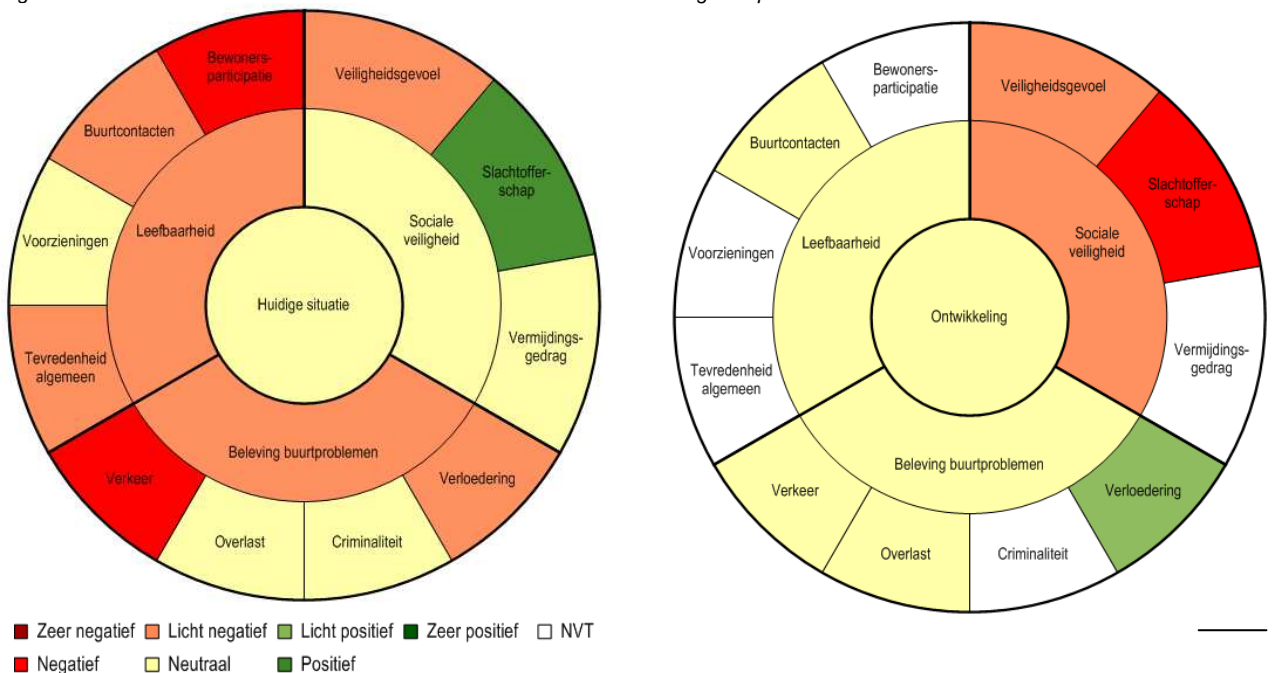 Bewoners-
participatie
Veiligheidsgevoel
Buurtcontacten
Slachtoffer-
schap
Voorzieningen
Leefbaarheid
Sociale
veiligheid
Huidige situatie
Tevredenheid
algemeen
Vermijdings-
gedrag
Beleving buurtproblemen
Verkeer
Verloedering
Overlast
Criminaliteit
Zeer negatief
Licht negatief
Licht positief
Zeer positief
NVT
Negatief
Neutraal
Positief
Bewoners-
participatie
Veiligheidsgevoel
Buurtcontacten
Slachtoffer-
schap
Voorzieningen
Leefbaarheid
Sociale
veiligheid
Ontwikkeling
Tevredenheid
algemeen
Vermijdings-
gedrag
Beleving buurtproblemen
Verkeer
Verloedering
Overlast
Criminaliteit